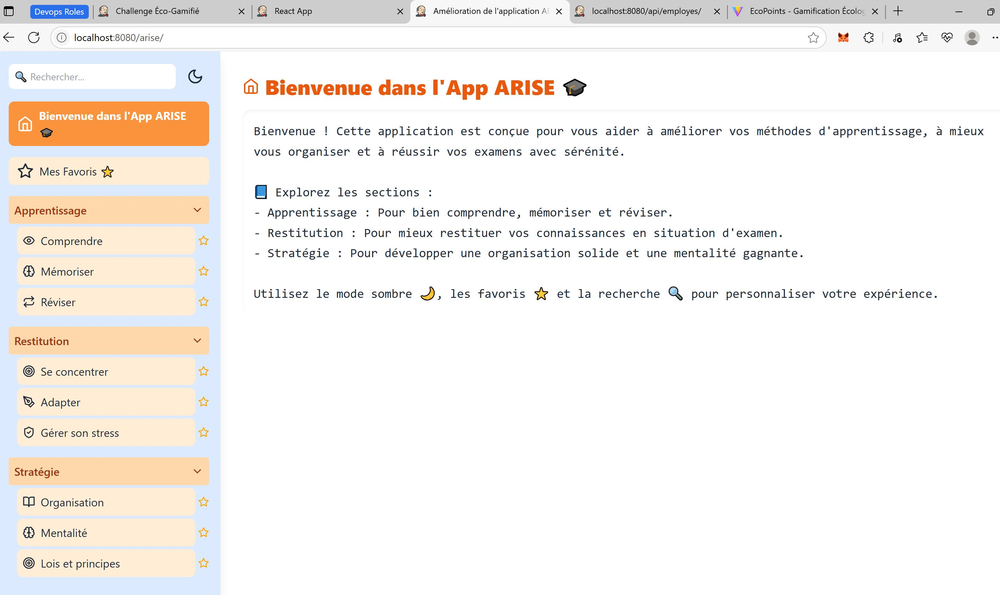 Devops Roles
Challenge Éco-Gamifié
React App
Amélioration de l'application
localhost:8080/api/employes/
EcoPoints - Gamification
localhost:8080/arise/
🔍 Rechercher...
Bienvenue dans l'App ARISE
🎓
Mes Favoris ⭐
Apprentissage
Comprendre
Mémoriser
Réviser
Restitution
Se concentrer
Adapter
Gérer son stress
Stratégie
Organisation
Mentalité
Lois et principes
Bienvenue dans l'App ARISE 🎓
Bienvenue ! Cette application est conçue pour vous aider à améliorer vos méthodes d'apprentissage, à mieux
vous organiser et à réussir vos examens avec sérénité.
📘 Explorez les sections :
- Apprentissage : Pour bien comprendre, mémoriser et réviser.
- Restitution : Pour mieux restituer vos connaissances en situation d'examen.
- Stratégie : Pour développer une organisation solide et une mentalité gagnante.
Utilisez le mode sombre 🌙, les favoris ⭐ et la recherche 🔍 pour personnaliser votre expérience.